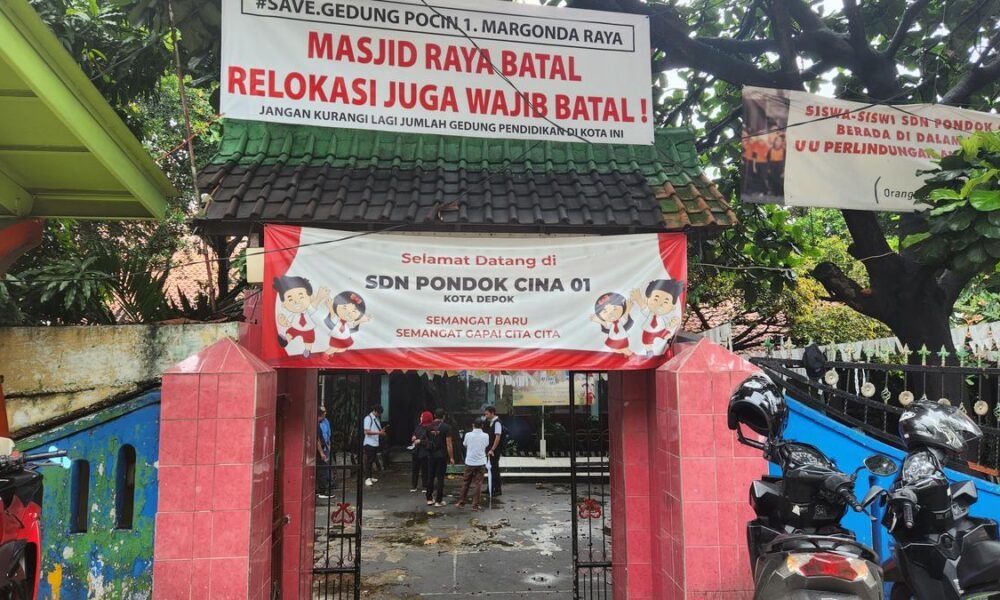 #SAVE.GEDUNG POCIN 1. MARGONDA RAYA
MASJID RAYA BATAL
RELOKASI JUGA WAJIB BATAL !
JANGAN KURANGI LAGI JUMLAH GEDUNG PENDIDIKAN DI KOTA INI
SISWA-SISWI SDN PONDOK
BERADA DI DALAM
UU PERLINDUNGAN
(Orang
Selamat Datang di
SDN PONDOK CINA 01
KOTA DEPOK
SEMANGAT BARU
SEMANGAT GAPAI CITA CITA